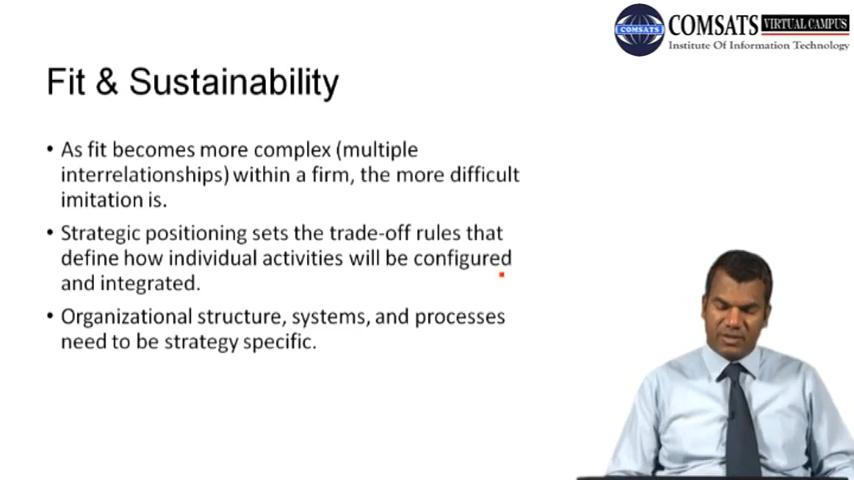 COMSATS VIRTUAL CAMPUS
COMSATS
Institute Of Information Technology
Fit & Sustainability
• As fit becomes more complex (multiple
interrelationships) within a firm, the more difficult
imitation is.
• Strategic positioning sets the trade-off rules that
define how individual activities will be configured
and integrated.
• Organizational structure, systems, and processes
need to be strategy specific.